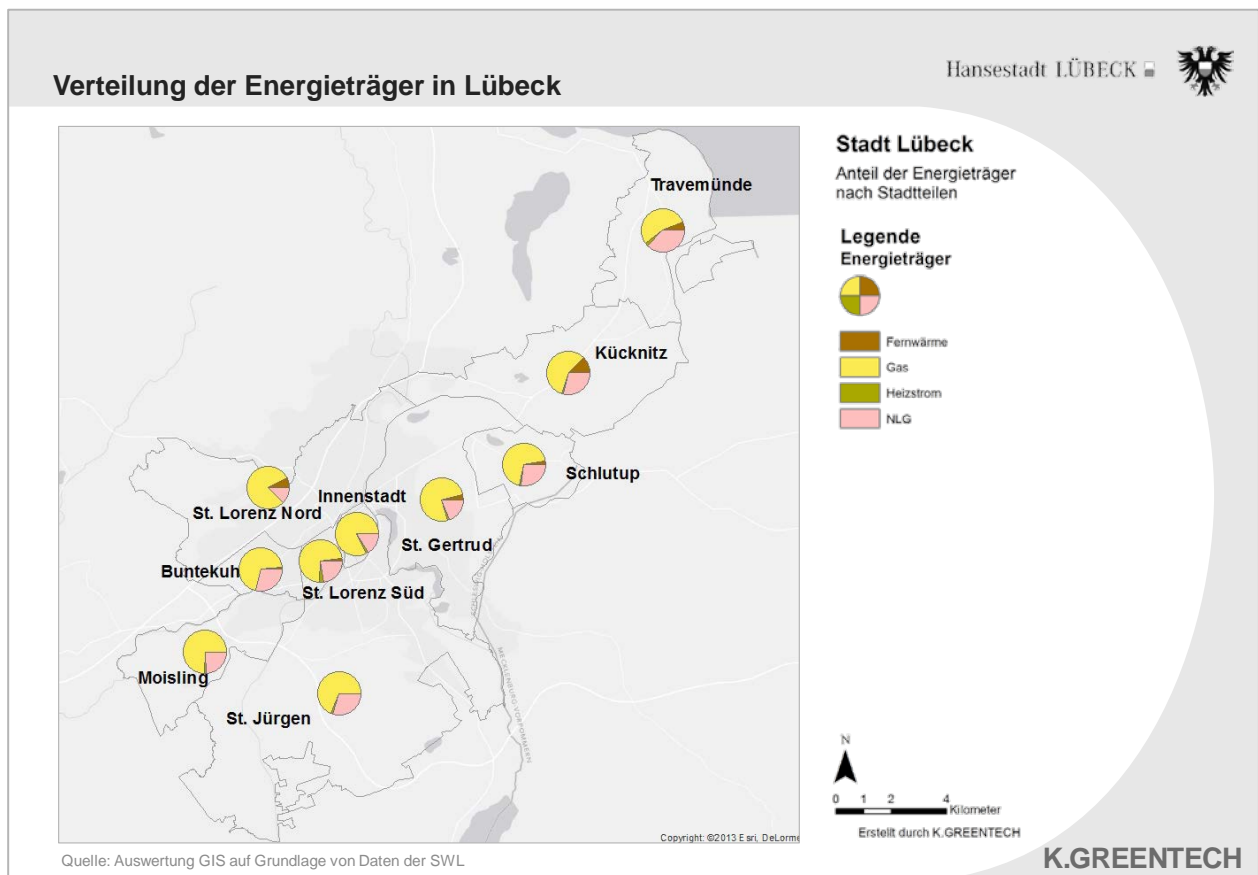 Verteilung der Energieträger in Lübeck
Hansestadt LÜBECK
Travemünde
Kücknitz
Schlutup
St. Lorenz Nord
Innenstadt
St. Gertrud
Buntekuh
St. Lorenz Süd
Moisling
St. Jürgen
MECKLENBURG-VORPOMMERN
Copyright: ©2013 Esri, DeLorme
Stadt Lübeck
Anteil der Energieträger
nach Stadtteilen
Legende
Energieträger
Fernwärme
Gas
Heizstrom
NLG
N
0 1 2 4
Kilometer
Erstellt durch K.GREENTECH
Quelle: Auswertung GIS auf Grundlage von Daten der SWL
K.GREENTECH